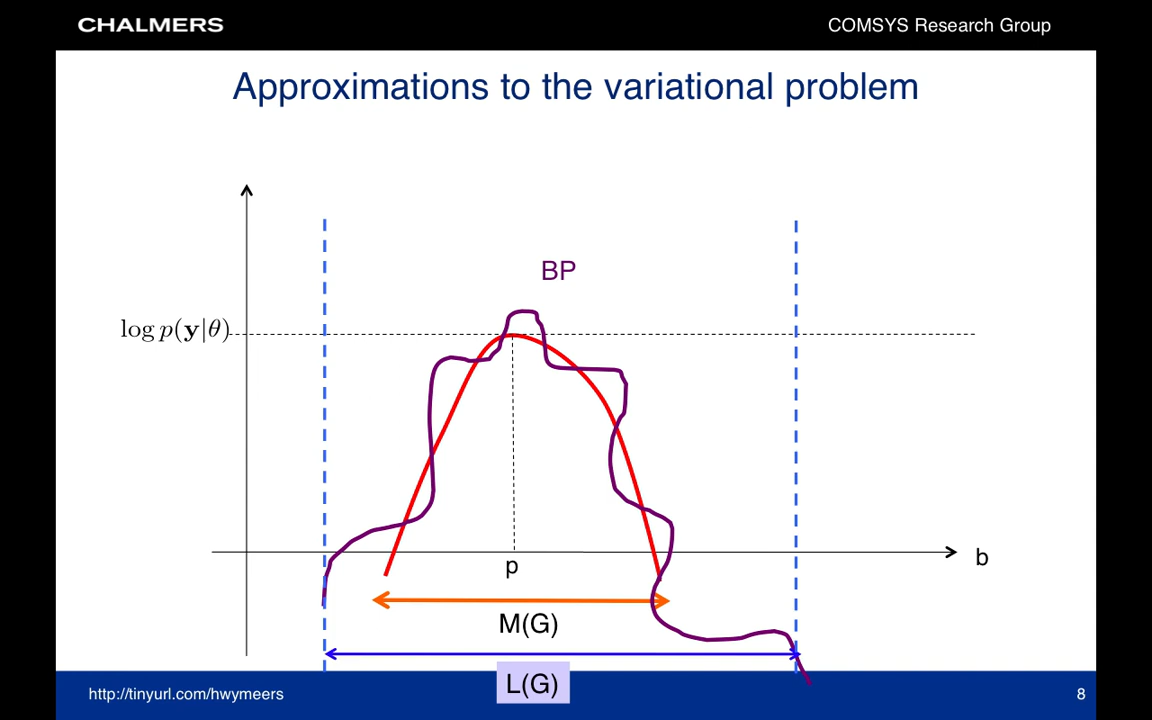 CHALMERS
COMSYS Research Group
Approximations to the variational problem
BP
log p(y|θ)
b
p
M(G)
L(G)
http://tinyurl.com/hwymeers
8